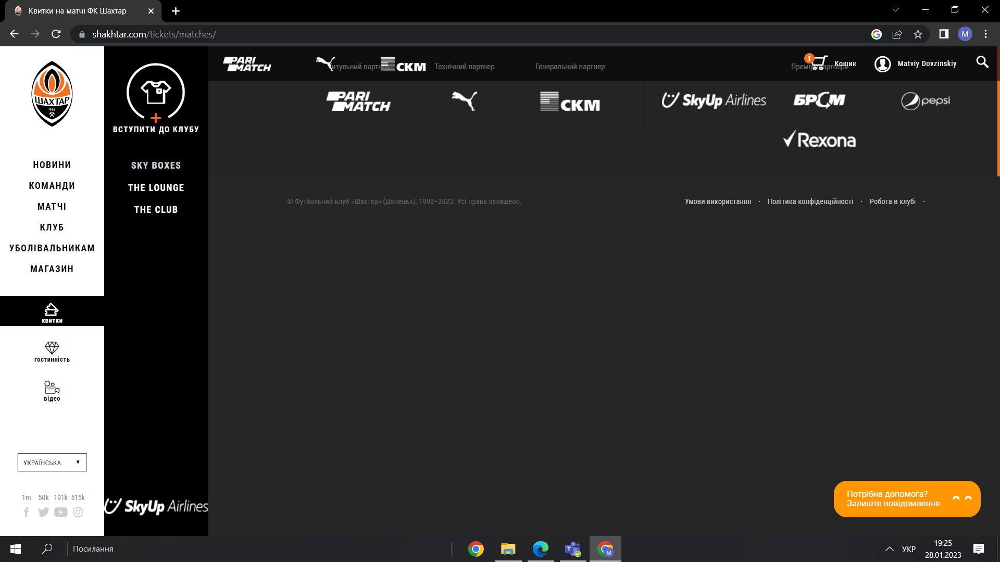 Квитки на матчі ФК Шахтар
shakhtar.com/tickets/matches/
M
ШАХТАР
1936
НОВИНИ
КОМАНДИ
МАТЧІ
КЛУБ
УБОЛІВАЛЬНИКАМ
МАГАЗИН
КВИТКИ
ГОСТИННІСТЬ
ВІДЕО
УКРАЇНСЬКА
1m 50k 191k 515k
ВСТУПИТИ ДО КЛУБУ
SKY BOXES
THE LOUNGE
THE CLUB
SkyUp Airlines
PARI MATCH
СКМ
Титульний партнер
Технічний партнер
Генеральний партнер
Преміум партнери
1
Кошик
Matviy Dovzinskiy
PARI MATCH
СКМ
SkyUp Airlines
БРСМ
pepsi
Rexona
© Футбольний клуб «Шахтар» (Донецьк), 1998–2023. Усі права захищено.
Умови використання · Політика конфіденційності · Робота в клубі ·
Потрібна допомога?
Залиште повідомлення
Посилання
T
M
УКР
19:25
28.01.2023